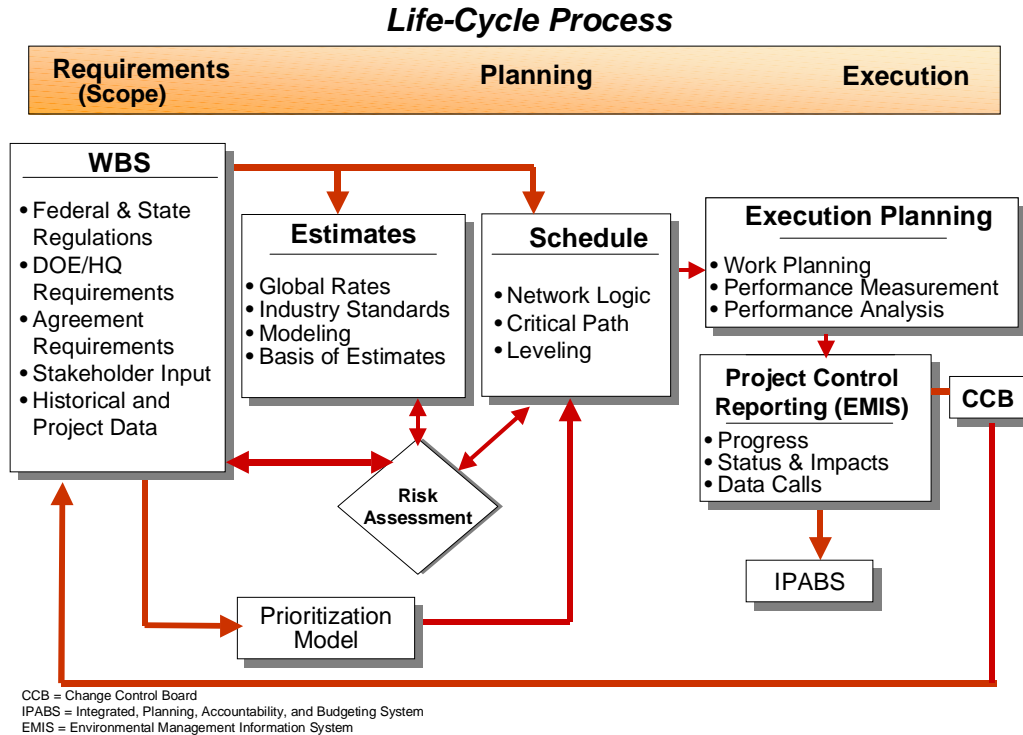 Life-Cycle Process
Requirements
(Scope)
Planning
Execution
WBS
• Federal & State
Regulations
• DOE/HQ
Requirements
• Agreement
Requirements
• Stakeholder Input
• Historical and
Project Data
Estimates
• Global Rates
• Industry Standards
• Modeling
• Basis of Estimates
Schedule
• Network Logic
• Critical Path
• Leveling
Execution Planning
• Work Planning
• Performance Measurement
• Performance Analysis
Project Control
Reporting (EMIS)
• Progress
• Status & Impacts
• Data Calls
CCB
Risk
Assessment
IPABS
Prioritization
Model
CCB = Change Control Board
IPABS = Integrated, Planning, Accountability, and Budgeting System
EMIS = Environmental Management Information System